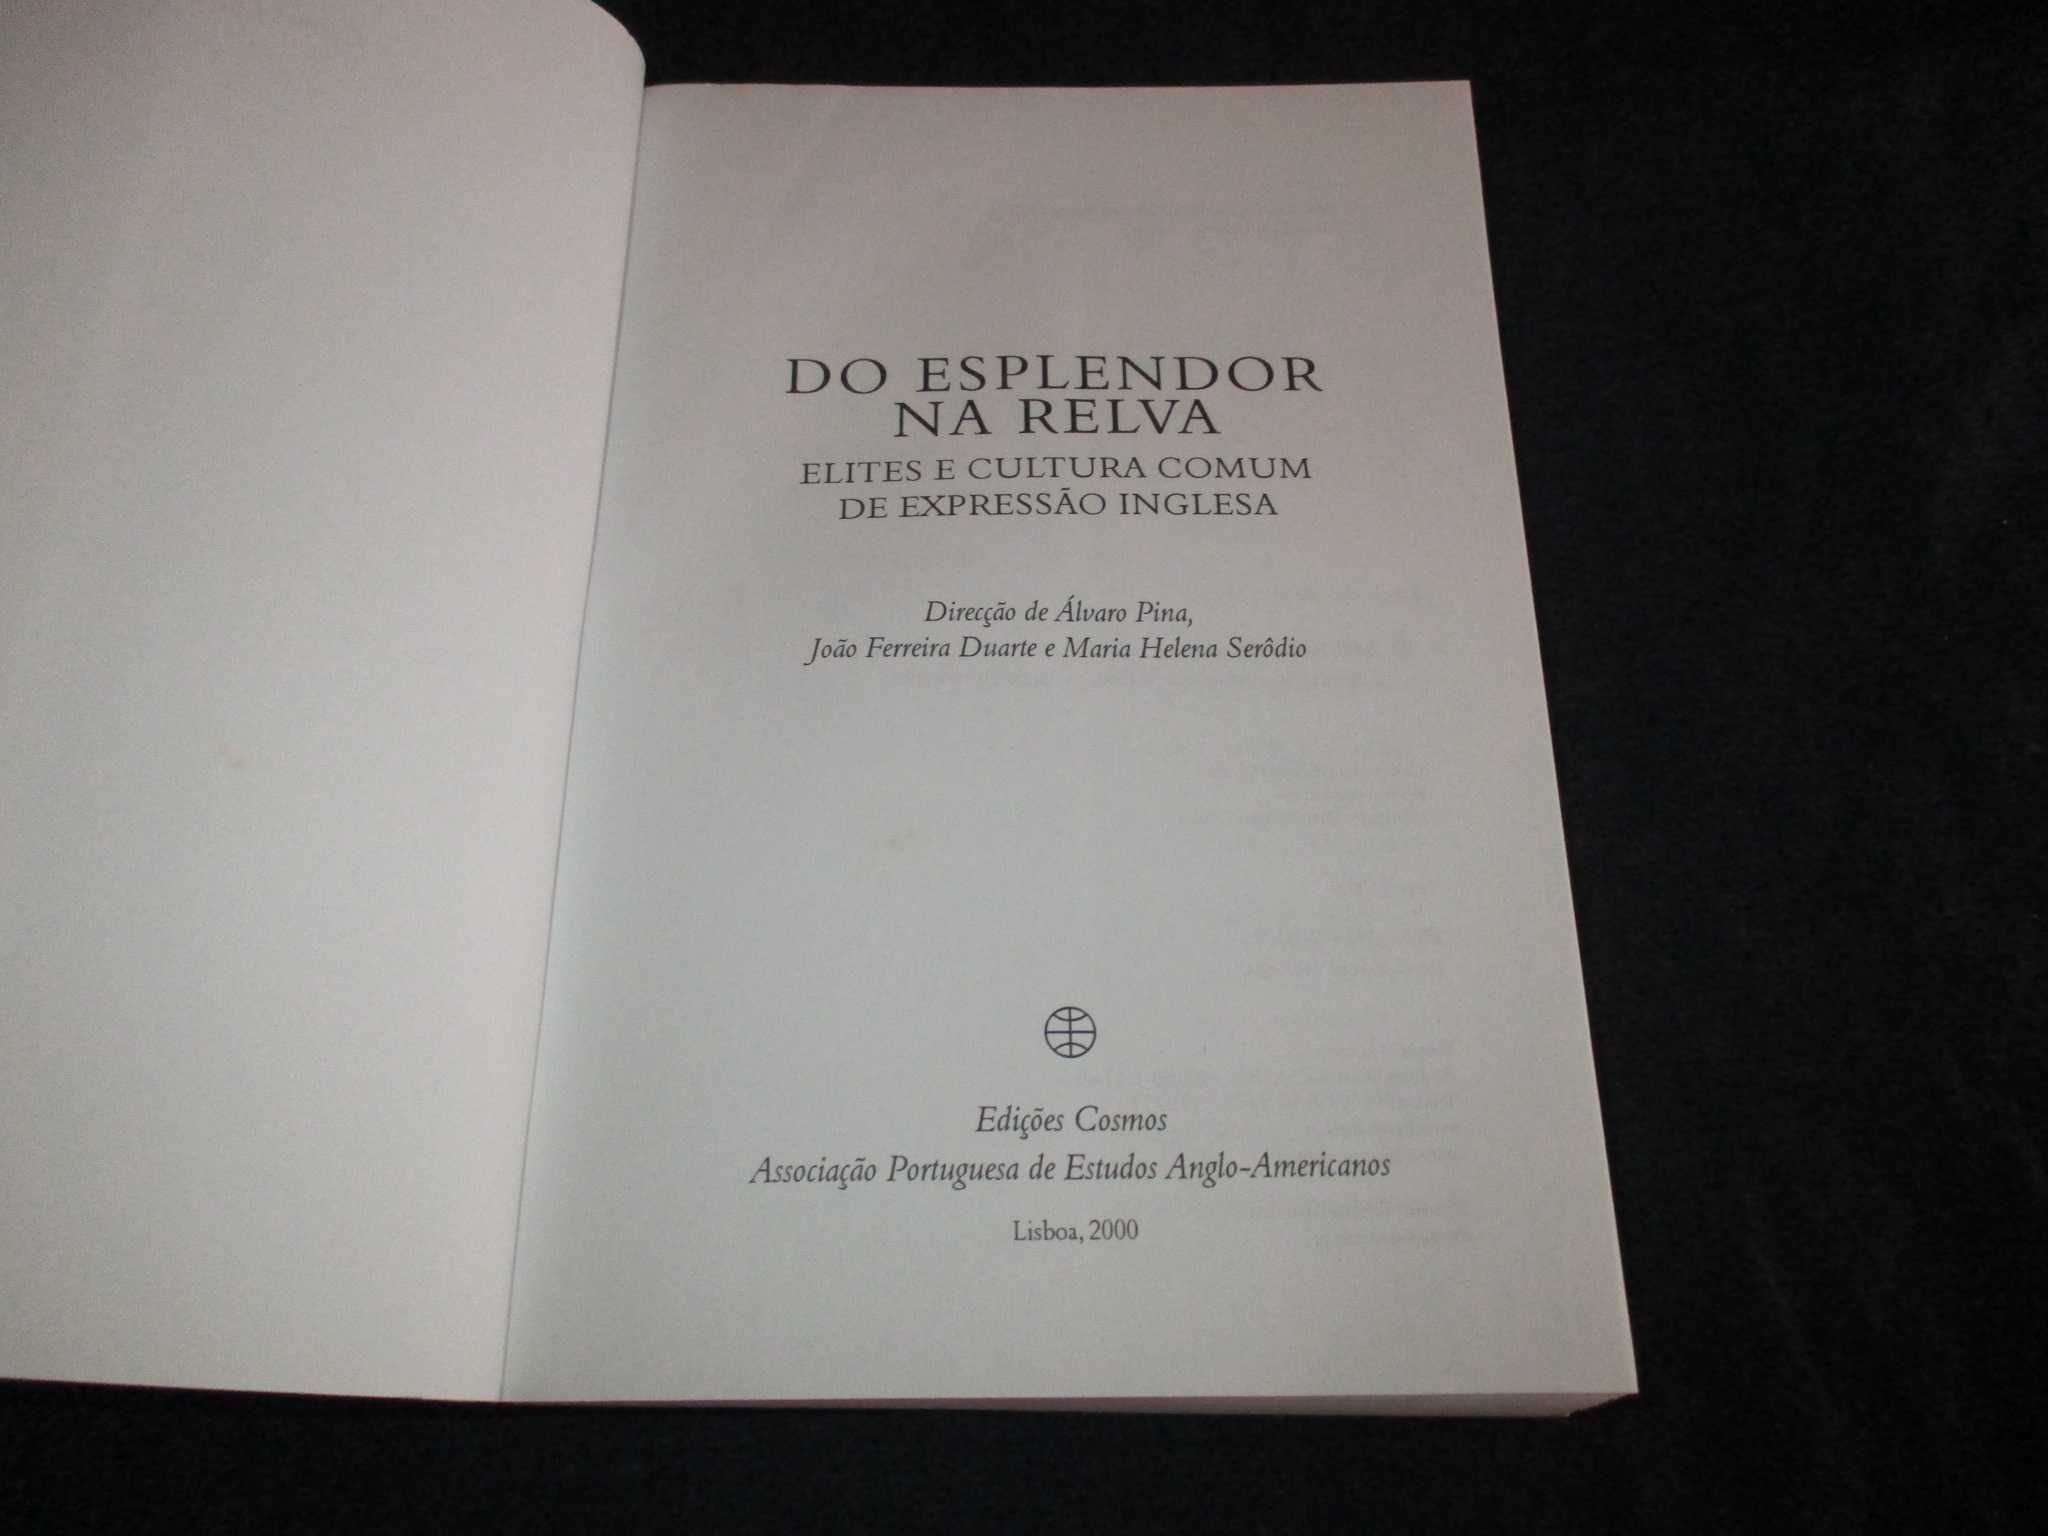 DO ESPLENDOR
NA RELVA
ELITES E CULTURA COMUM
DE EXPRESSÃO INGLESA
Direcção de Álvaro Pina,
João Ferreira Duarte e Maria Helena Serôdio
Edições Cosmos
Associação Portuguesa de Estudos Anglo-Americanos
Lisboa, 2000